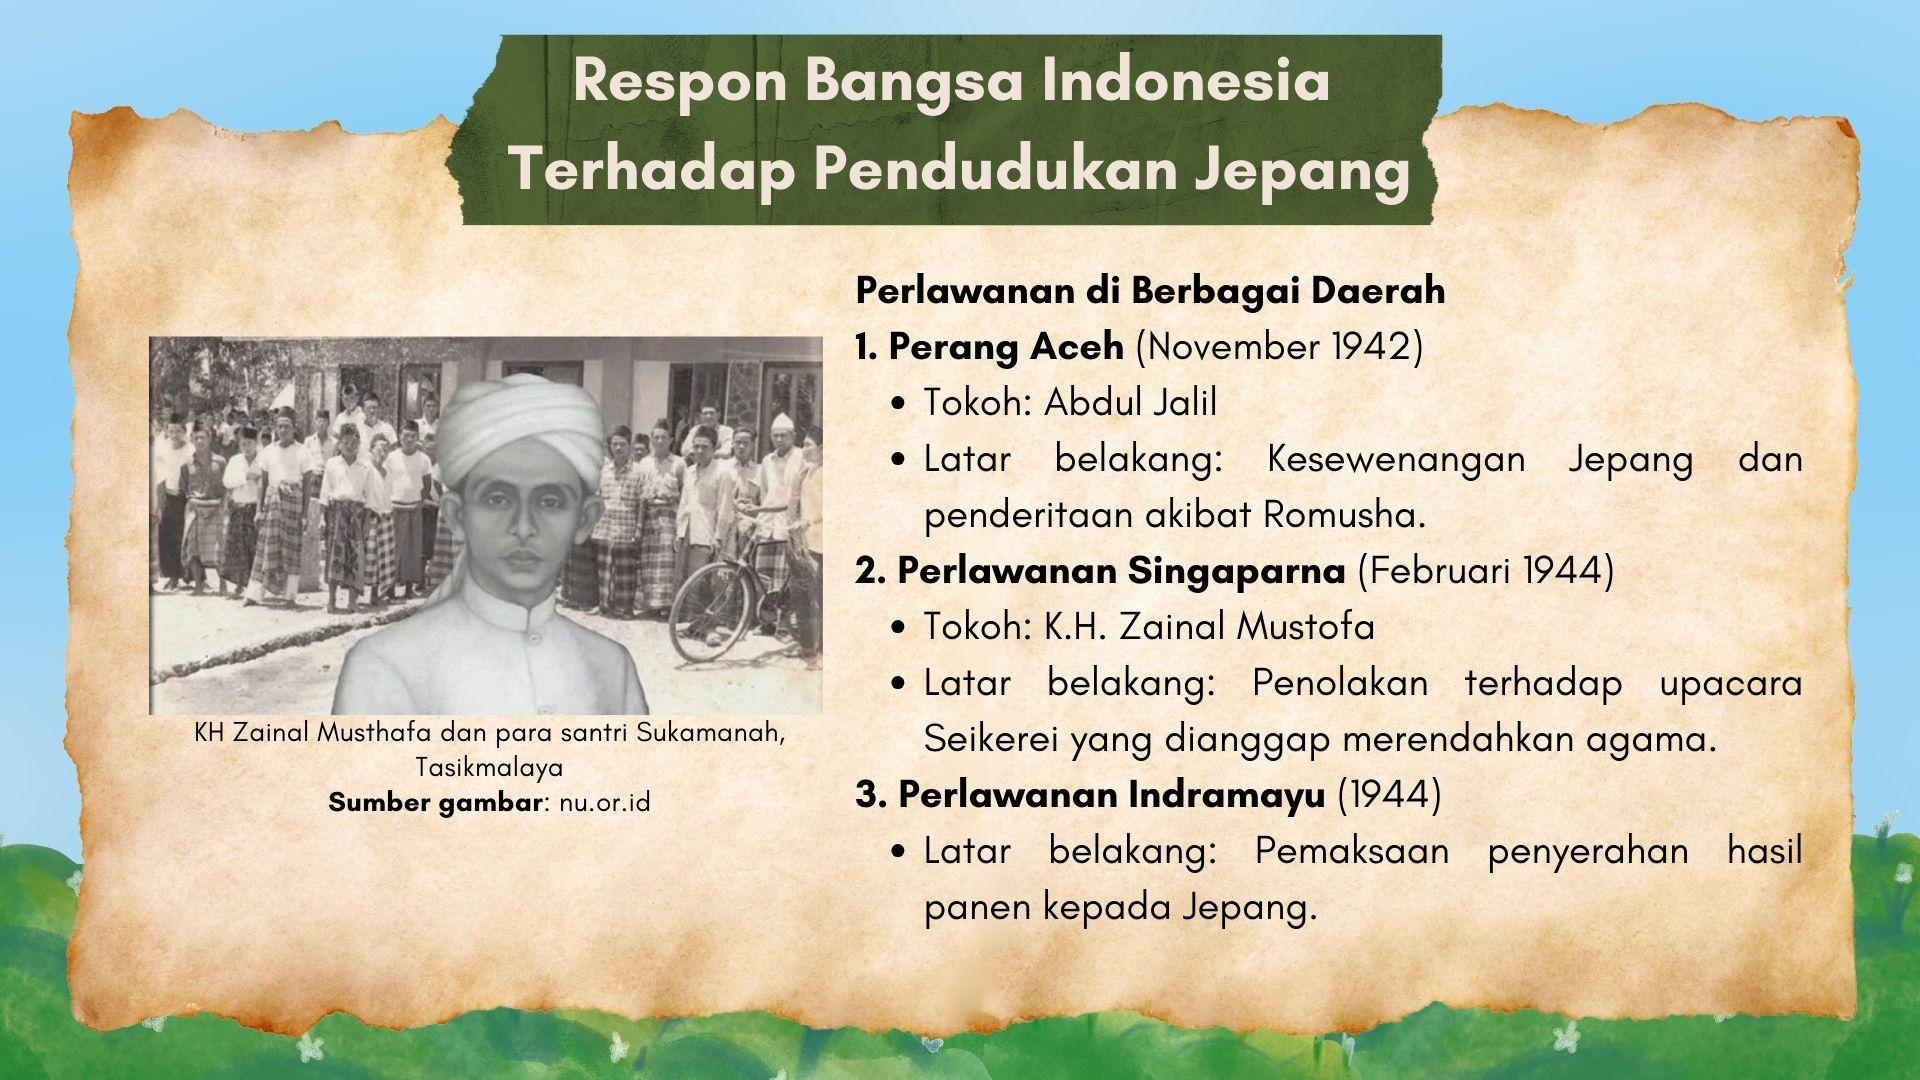 Respon Bangsa Indonesia
Terhadap Pendudukan Jepang
KH Zainal Musthafa dan para santri Sukamanah,
Tasikmalaya
Sumber gambar: nu.or.id
Perlawanan di Berbagai Daerah
1. Perang Aceh (November 1942)
• Tokoh: Abdul Jalil
• Latar belakang: Kesewenangan Jepang dan
penderitaan akibat Romusha.
2. Perlawanan Singaparna (Februari 1944)
• Tokoh: K.H. Zainal Mustofa
• Latar belakang: Penolakan terhadap upacara
Seikerei yang dianggap merendahkan agama.
3. Perlawanan Indramayu (1944)
• Latar belakang: Pemaksaan penyerahan hasil
panen kepada Jepang.